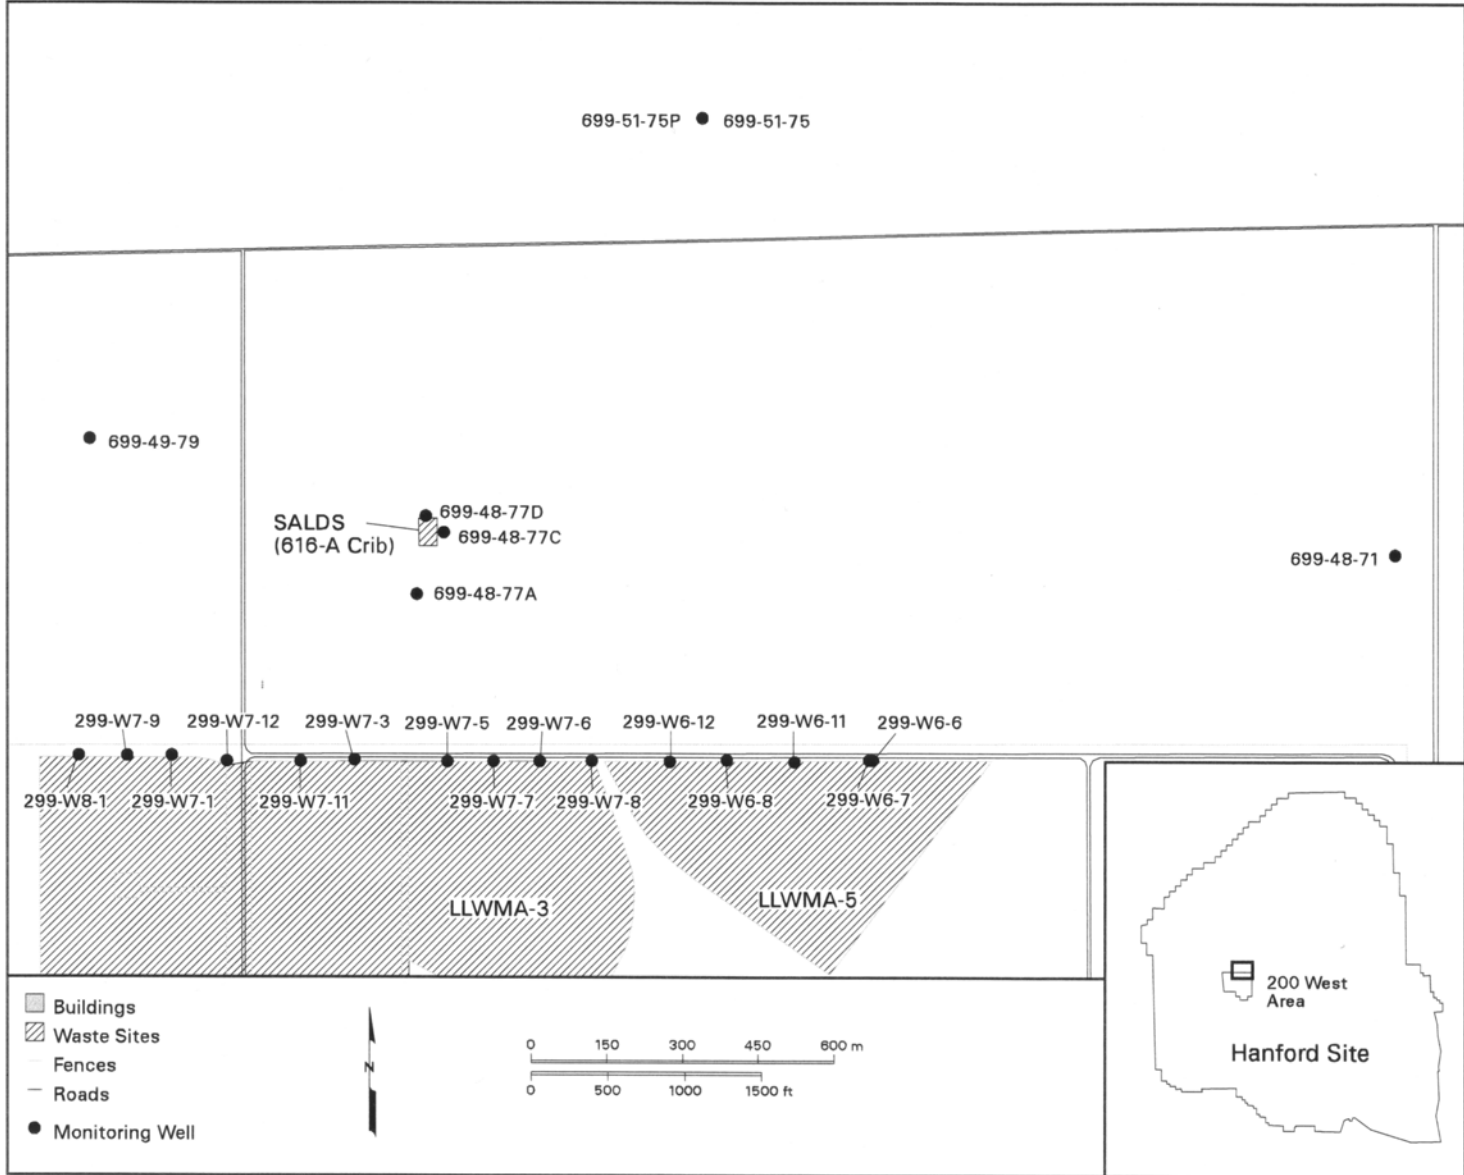 699-51-75P
699-51-75
699-49-79
SALDS
(616-A Crib)
699-48-77D
699-48-77C
699-48-77A
699-48-71
299-W7-9
299-W7-12
299-W7-3
299-W7-5
299-W7-6
299-W6-12
299-W6-11
299-W6-6
299-W8-1
299-W7-1
299-W7-11
299-W7-7
299-W7-8
299-W6-8
299-W6-7
LLWMA-3
LLWMA-5
Buildings
Waste Sites
Fences
Roads
Monitoring Well
N
0 150 300 450 600 m
0 500 1000 1500 ft
200 West
Area
Hanford Site